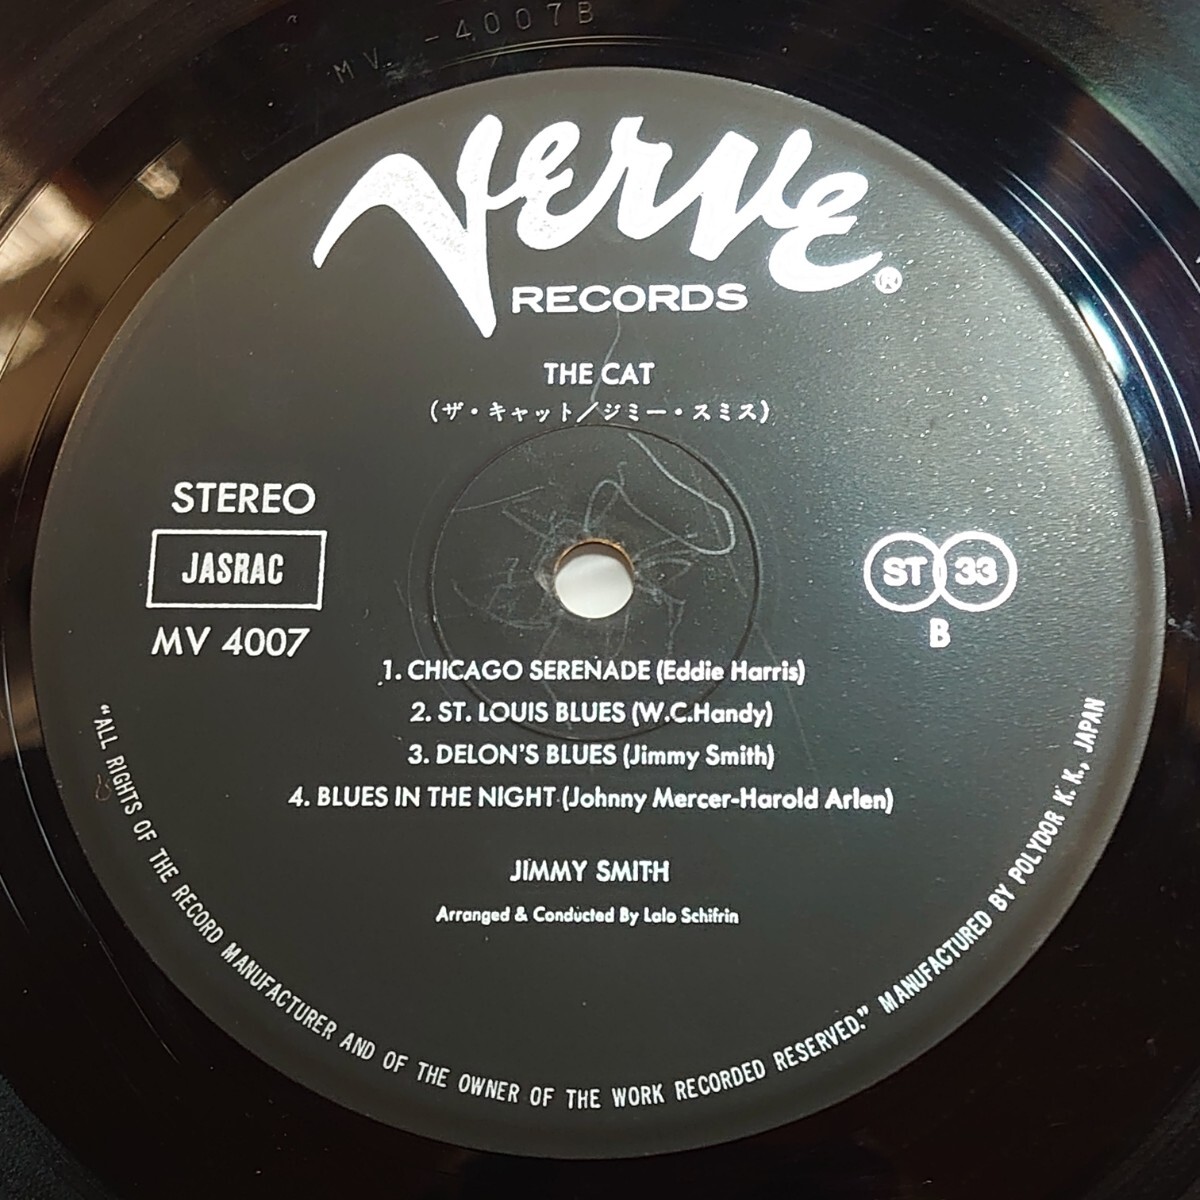 MV -4007B
Verve®
RECORDS
THE CAT
(ザ・キャット/ジミー・スミス)
STEREO
JASRAC
MV 4007
ST 33
B
1. CHICAGO SERENADE (Eddie Harris)
2. ST. LOUIS BLUES (W.C.Handy)
3. DELON'S BLUES (Jimmy Smith)
4. BLUES IN THE NIGHT (Johnny Mercer-Harold Arlen)
JIMMY SMITH
Arranged & Conducted By Lalo Schifrin
"ALL RIGHTS OF THE RECORD MANUFACTURER AND OF THE OWNER OF THE WORK RECORDED RESERVED." MANUFACTURED BY POLYDOR K. K., JAPAN